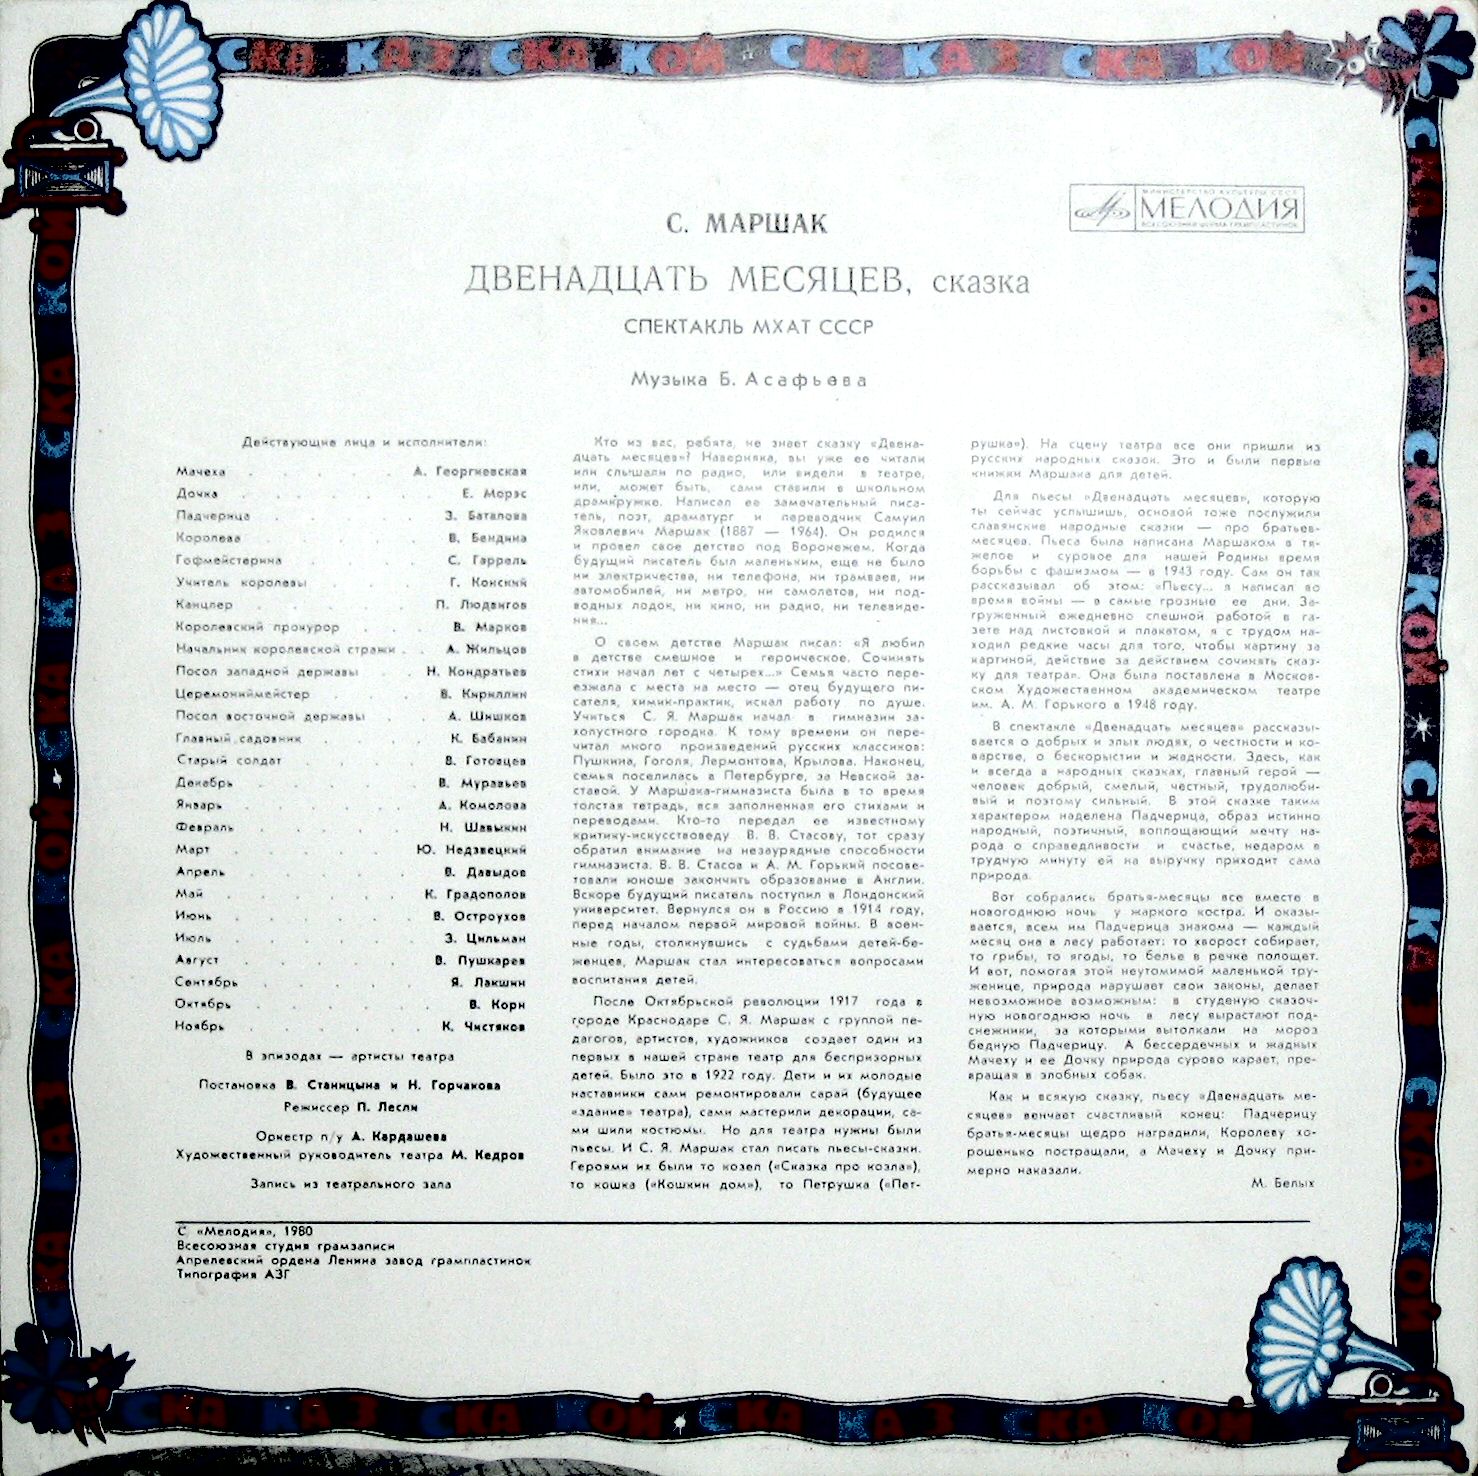 СКА КАЗ СКА КОЙ СКА КАЗ СКА КОЙ
МИНИСТЕРСТВО КУЛЬТУРЫ СССР
МЕЛОДИЯ
ВСЕСОЮЗНАЯ ФИРМА ГРАМПЛАСТИНОК
С. МАРШАК
ДВЕНАДЦАТЬ МЕСЯЦЕВ, сказка
СПЕКТАКЛЬ МХАТ СССР
Музыка Б. Асафьева
Действующие лица и исполнители:
Мачеха . . . . . А. Георгиевская
Дочка . . . . . . Е. Морэс
Падчерица . . . . . З. Баталова
Королева . . . . . В. Бендина
Гофмейстерина . . . . С. Гаррель
Учитель королевы . . . . Г. Конский
Канцлер . . . . . П. Людвигов
Королевский прокурор . . . В. Марков
Начальник королевской стражи . . А. Жильцов
Посол западной державы . . Н. Кондратьев
Церемониймейстер . . . . В. Кириллин
Посол восточной державы . . А. Шишков
Главный садовник . . . . К. Бабанин
Старый солдат . . . . В. Готовцев
Декабрь . . . . . В. Муравьев
Январь . . . . . А. Комолова
Февраль . . . . . Н. Шавыкин
Март . . . . . Ю. Недзвецкий
Апрель . . . . . В. Давыдов
Май . . . . . К. Градополов
Июнь . . . . . В. Остроухов
Июль . . . . . З. Цильман
Август . . . . . В. Пушкарев
Сентябрь . . . . . Я. Лакшин
Октябрь . . . . . В. Корн
Ноябрь . . . . . К. Чистяков
В эпизодах — артисты театра
Постановка В. Станицына и Н. Горчакова
Режиссер П. Лесли
Оркестр п/у А. Кардашева
Художественный руководитель театра М. Кедров
Запись из театрального зала
Кто из вас, ребята, не знает сказку «Двена-
дцать месяцев»? Наверняка, вы уже ее читали
или слышали по радио, или видели в театре,
или, может быть, сами ставили в школьном
драмкружке. Написал ее замечательный писа-
тель, поэт, драматург и переводчик Самуил
Яковлевич Маршак (1887 — 1964). Он родился
и провел свое детство под Воронежем. Когда
будущий писатель был маленьким, еще не было
ни электричества, ни телефона, ни трамваев, ни
автомобилей, ни метро, ни самолетов, ни под-
водных лодок, ни кино, ни радио, ни телевиде-
ния...
О своем детстве Маршак писал: «Я любил
в детстве смешное и героическое. Сочинять
стихи начал лет с четырех...» Семья часто пере-
езжала с места на место — отец будущего пи-
сателя, химик-практик, искал работу по душе.
Учиться С. Я. Маршак начал в гимназии за-
холустного городка. К тому времени он пере-
читал много произведений русских классиков:
Пушкина, Гоголя, Лермонтова, Крылова. Наконец,
семья поселилась в Петербурге, за Невской за-
ставой. У Маршака-гимназиста была в то время
толстая тетрадь, вся заполненная его стихами и
переводами. Кто-то передал ее известному
критику-искусствоведу В. В. Стасову, тот сразу
обратил внимание на незаурядные способности
гимназиста. В. В. Стасов и А. М. Горький посове-
товали юноше закончить образование в Англии.
Вскоре будущий писатель поступил в Лондонский
университет. Вернулся он в Россию в 1914 году,
перед началом первой мировой войны. В воен-
ные годы, столкнувшись с судьбами детей-бе-
женцев, Маршак стал интересоваться вопросами
воспитания детей.
После Октябрьской революции 1917 года в
городе Краснодаре С. Я. Маршак с группой пе-
дагогов, артистов, художников создает один из
первых в нашей стране театр для беспризорных
детей. Было это в 1922 году. Дети и их молодые
наставники сами ремонтировали сарай (будущее
«здание» театра), сами мастерили декорации, са-
ми шили костюмы. Но для театра нужны были
пьесы. И С. Я. Маршак стал писать пьесы-сказки.
Героями их были то козел («Сказка про козла»),
то кошка («Кошкин дом»), то Петрушка («Пет-
рушка»). На сцену театра все они пришли из
русских народных сказок. Это и были первые
книжки Маршака для детей.
Для пьесы «Двенадцать месяцев», которую
ты сейчас услышишь, основой тоже послужили
славянские народные сказки — про братьев-
месяцев. Пьеса была написана Маршаком в тя-
желое и суровое для нашей Родины время
борьбы с фашизмом — в 1943 году. Сам он так
рассказывал об этом: «Пьесу... я написал во
время войны — в самые грозные ее дни. За-
груженный ежедневно спешной работой в га-
зете над листовкой и плакатом, я с трудом на-
ходил редкие часы для того, чтобы картину за
картиной, действие за действием сочинять сказ-
ку для театра». Она была поставлена в Москов-
ском Художественном академическом театре
им. А. М. Горького в 1948 году.
В спектакле «Двенадцать месяцев» рассказы-
вается о добрых и злых людях, о честности и ко-
варстве, о бескорыстии и жадности. Здесь, как
и всегда в народных сказках, главный герой —
человек добрый, смелый, честный, трудолюби-
вый и поэтому сильный. В этой сказке таким
характером наделена Падчерица, образ истинно
народный, поэтичный, воплощающий мечту на-
рода о справедливости и счастье, недаром в
трудную минуту ей на выручку приходит сама
природа.
Вот собрались братья-месяцы все вместе в
новогоднюю ночь у жаркого костра. И оказы-
вается, всем им Падчерица знакома — каждый
месяц она в лесу работает: то хворост собирает,
то грибы, то ягоды, то белье в речке полощет.
И вот, помогая этой неутомимой маленькой тру-
женице, природа нарушает свои законы, делает
невозможное возможным: в студеную сказоч-
ную новогоднюю ночь в лесу вырастают под-
снежники, за которыми вытолкали на мороз
бедную Падчерицу. А бессердечных и жадных
Мачеху и ее Дочку природа сурово карает, пре-
вращая в злобных собак.
Как и всякую сказку, пьесу «Двенадцать ме-
сяцев» венчает счастливый конец: Падчерицу
братья-месяцы щедро наградили, Королеву хо-
рошенько постращали, а Мачеху и Дочку при-
мерно наказали.
М. Белых
С «Мелодия», 1980
Всесоюзная студия грамзаписи
Апрелевский ордена Ленина завод грампластинок
Типография АЗГ
СКА КАЗ СКА КОЙ СКА КАЗ СКА КОЙ
СКА КАЗ СКА КОЙ СКА КАЗ СКА КОЙ
СКА КАЗ СКА КОЙ СКА КАЗ СКА КОЙ